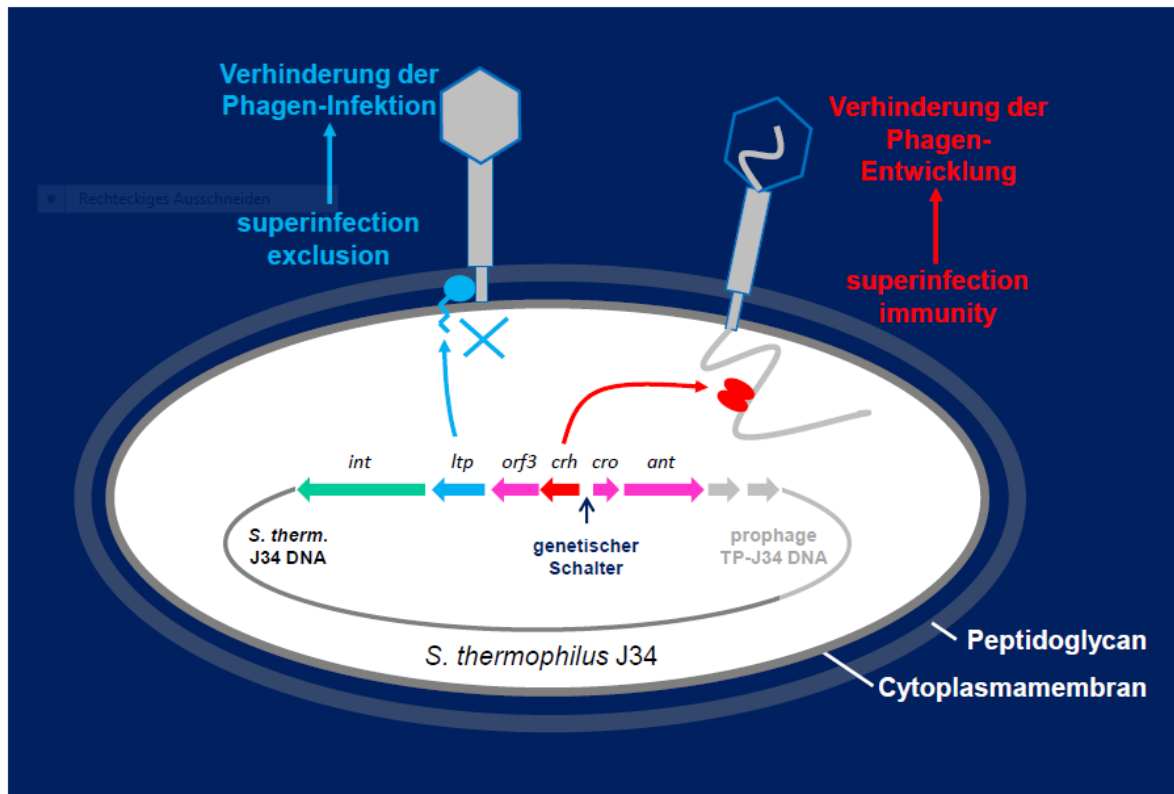 Verhinderung der
Phagen-Infektion
Rechteckiges Ausschneiden
superinfection
exclusion
Verhinderung der
Phagen-
Entwicklung
superinfection
immunity
int ltp orf3 crh cro ant
S. therm.
J34 DNA
genetischer
Schalter
prophage
TP-J34 DNA
S. thermophilus J34
Peptidoglycan
Cytoplasmamembran